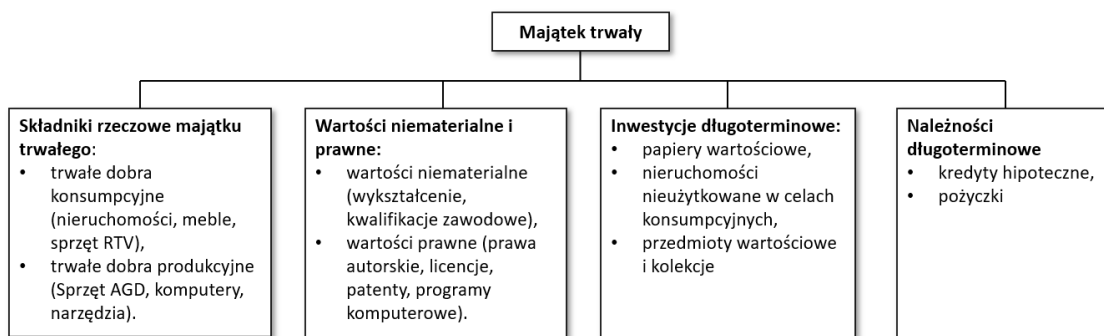 Majątek trwały
Składniki rzeczowe majątku
trwałego:
• trwałe dobra
konsumpcyjne
(nieruchomości, meble,
sprzęt RTV),
• trwałe dobra produkcyjne
(Sprzęt AGD, komputery,
narzędzia).
Wartości niematerialne i
prawne:
• wartości niematerialne
(wykształcenie,
kwalifikacje zawodowe),
• wartości prawne (prawa
autorskie, licencje,
patenty, programy
komputerowe).
Inwestycje długoterminowe:
• papiery wartościowe,
• nieruchomości
nieużytkowane w celach
konsumpcyjnych,
• przedmioty wartościowe
i kolekcje
Należności
długoterminowe
• kredyty hipoteczne,
• pożyczki